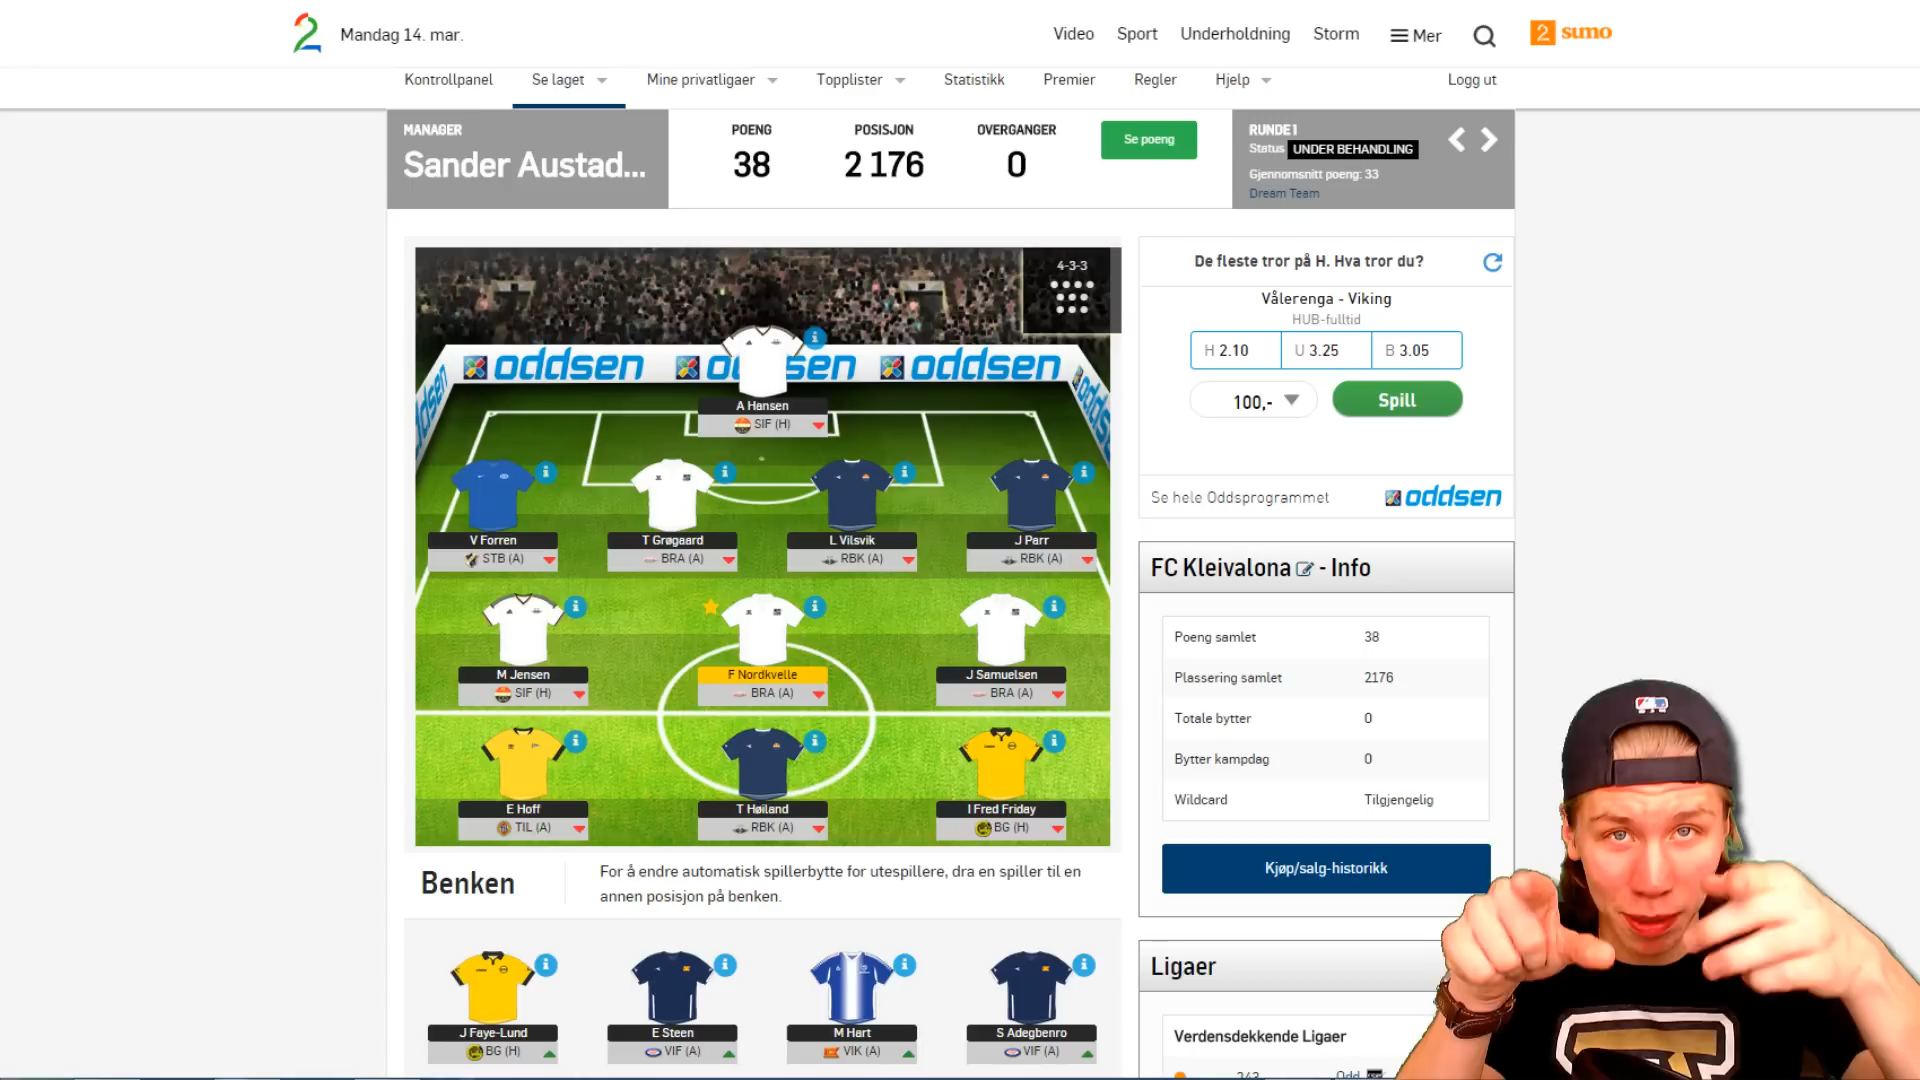 Mandag 14. mar.
Video Sport Underholdning Storm Mer
2 sumo
Kontrollpanel Se laget Mine privatligaer Topplister Statistikk Premier Regler Hjelp Logg ut
MANAGER
Sander Austad...
POENG
38
POSISJON
2 176
OVERGANGER
0
Se poeng
RUNDE 1
Status UNDER BEHANDLING
Gjennomsnitt poeng: 33
Dream Team
4-3-3
oddsen oddsen oddsen
oddsen
A Hansen
SIF (H)
V Forren
STB (A)
T Grøgaard
BRA (A)
L Vilsvik
RBK (A)
J Parr
RBK (A)
M Jensen
SIF (H)
F Nordkvelle
BRA (A)
J Samuelsen
BRA (A)
E Hoff
TIL (A)
T Høiland
RBK (A)
I Fred Friday
BG (H)
Benken
For å endre automatisk spillerbytte for utespillere, dra en spiller til en
annen posisjon på benken.
J Faye-Lund
BG (H)
E Steen
VIF (A)
M Hart
VIK (A)
S Adegbenro
VIF (A)
De fleste tror på H. Hva tror du?
Vålerenga - Viking
HUB-fulltid
H 2.10 U 3.25 B 3.05
100,- Spill
Se hele Oddsprogrammet oddsen
FC Kleivalona - Info
Poeng samlet 38
Plassering samlet 2176
Totale bytter 0
Bytter kampdag 0
Wildcard Tilgjengelig
Kjøp/salg-historikk
Ligaer
Verdensdekkende Ligaer
243 Odd